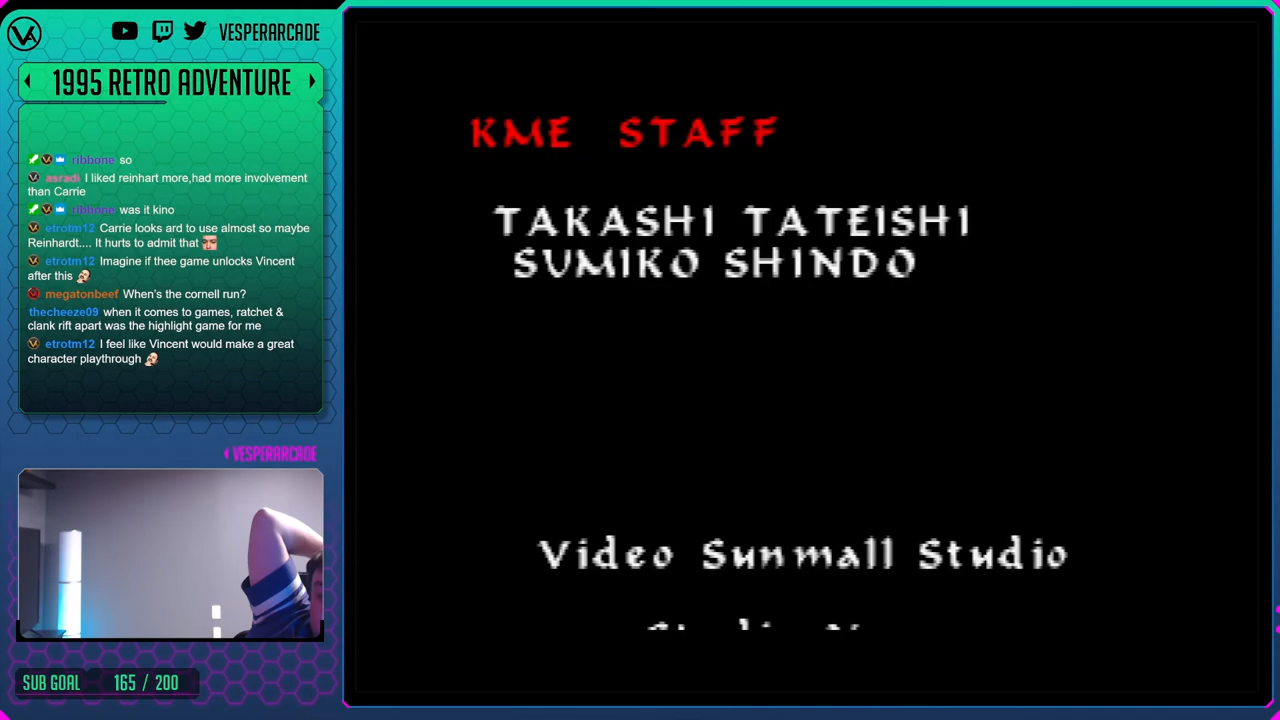 VESPERARCADE
1995 RETRO ADVENTURE
ribbone so
asradi I liked reinhart more,had more involvement
than Carrie
ribbone was it kino
etrotm12 Carrie looks ard to use almost so maybe
Reinhardt.... It hurts to admit that
etrotm12 Imagine if thee game unlocks Vincent
after this
megatonbeef When's the cornell run?
thecheeze09 when it comes to games, ratchet &
clank rift apart was the highlight game for me
etrotm12 I feel like Vincent would make a great
character playthrough
VESPERARCADE
SUB GOAL 165 / 200
KME STAFF
TAKASHI TATEISHI
SUMIKO SHINDO
Video Sunmall Studio